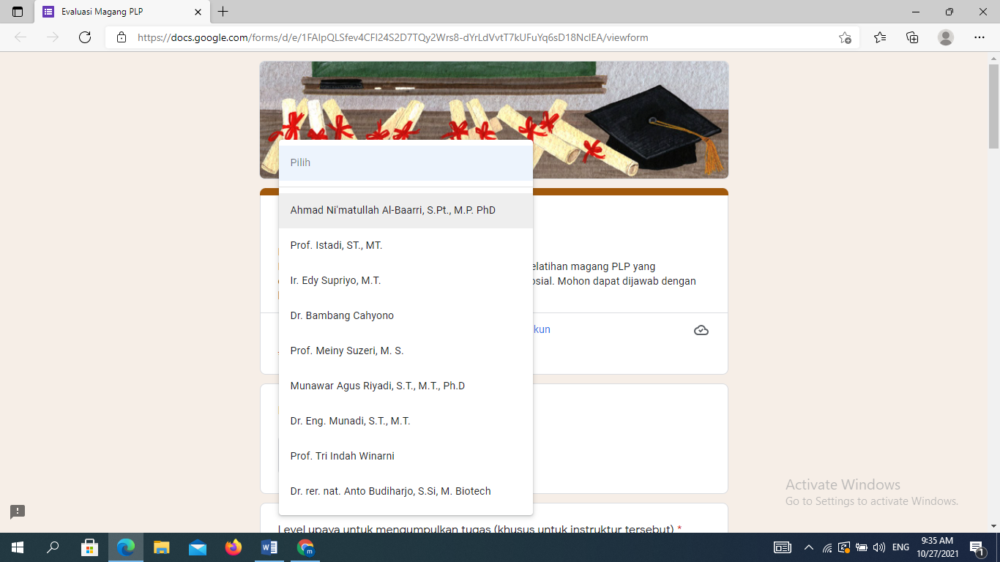 Evaluasi Magang PLP
https://docs.google.com/forms/d/e/1FAIpQLSfev4CFI24S2D7TQy2Wrs8-dYrLdVvtT7kUFuYq6sD18NcIEA/viewform
Pilih
Ahmad Ni'matullah Al-Baarri, S.Pt., M.P. PhD
Prof. Istadi, ST., MT.
elatihan magang PLP yang
Ir. Edy Supriyo, M.T.
osial. Mohon dapat dijawab dengan
Dr. Bambang Cahyono
kun
Prof. Meiny Suzeri, M. S.
Munawar Agus Riyadi, S.T., M.T., Ph.D
Dr. Eng. Munadi, S.T., M.T.
Prof. Tri Indah Winarni
Dr. rer. nat. Anto Budiharjo, S.Si, M. Biotech
Level upaya untuk mengumpulkan tugas (khusus untuk instruktur tersebut) *
Activate Windows
Go to Settings to activate Windows.
ENG
9:35 AM
10/27/2021
1